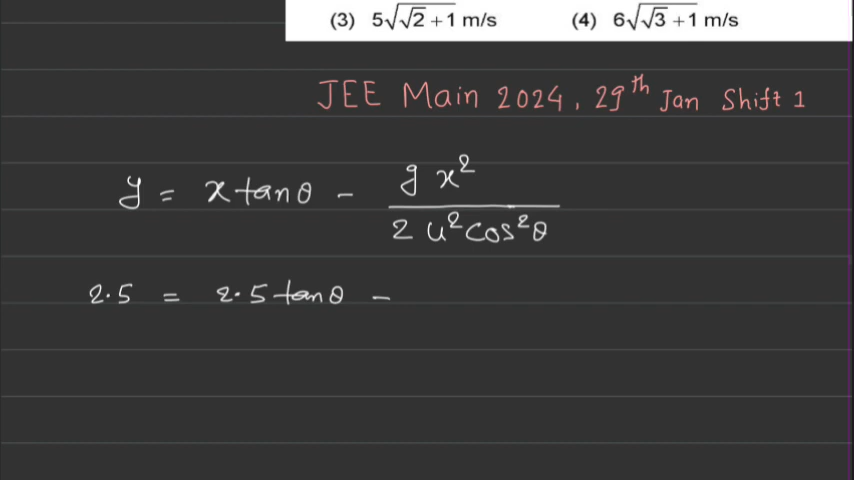 (3) 5√(√2 + 1) m/s (4) 6√(√3 + 1) m/s
JEE Main 2024, 29th Jan Shift 1
y = x tanθ - g x² / 2 u² cos²θ
2.5 = 2.5 tanθ -